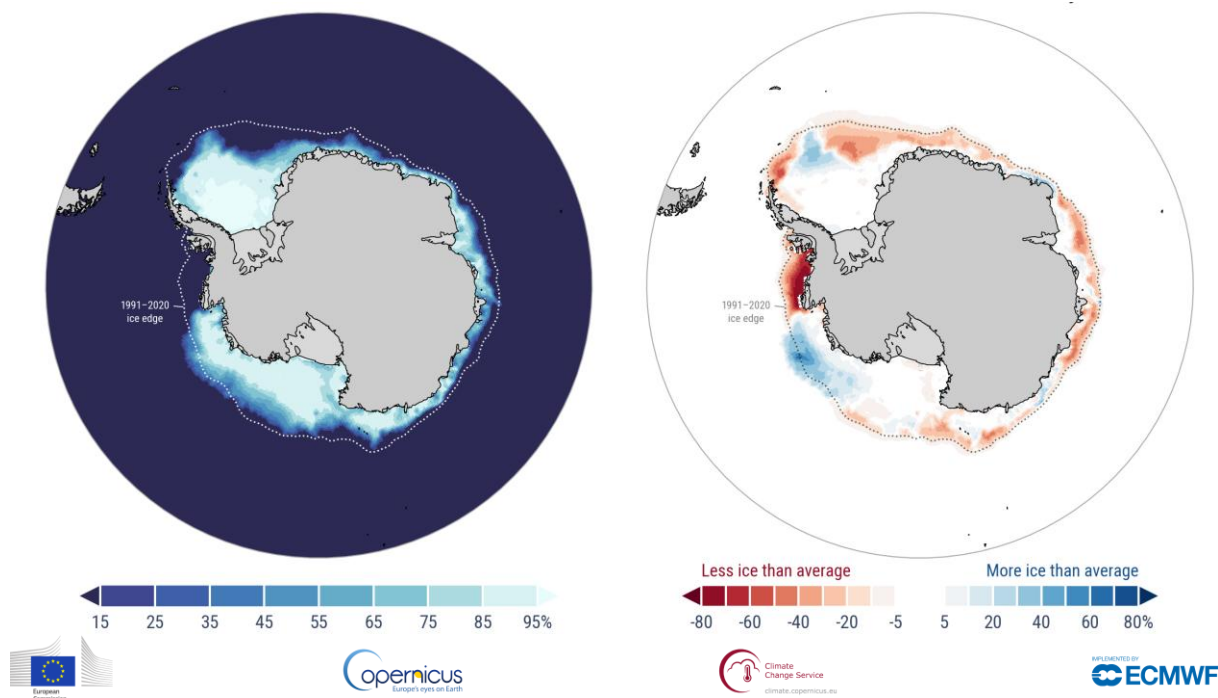 1991–2020
ice edge
1991–2020
ice edge
15 25 35 45 55 65 75 85 95%
Less ice than average
More ice than average
-80 -60 -40 -20 -5 5 20 40 60 80%
European
opernicus
Europe's eyes on Earth
Climate
Change Service
climate.copernicus.eu
IMPLEMENTED BY
ECMWF